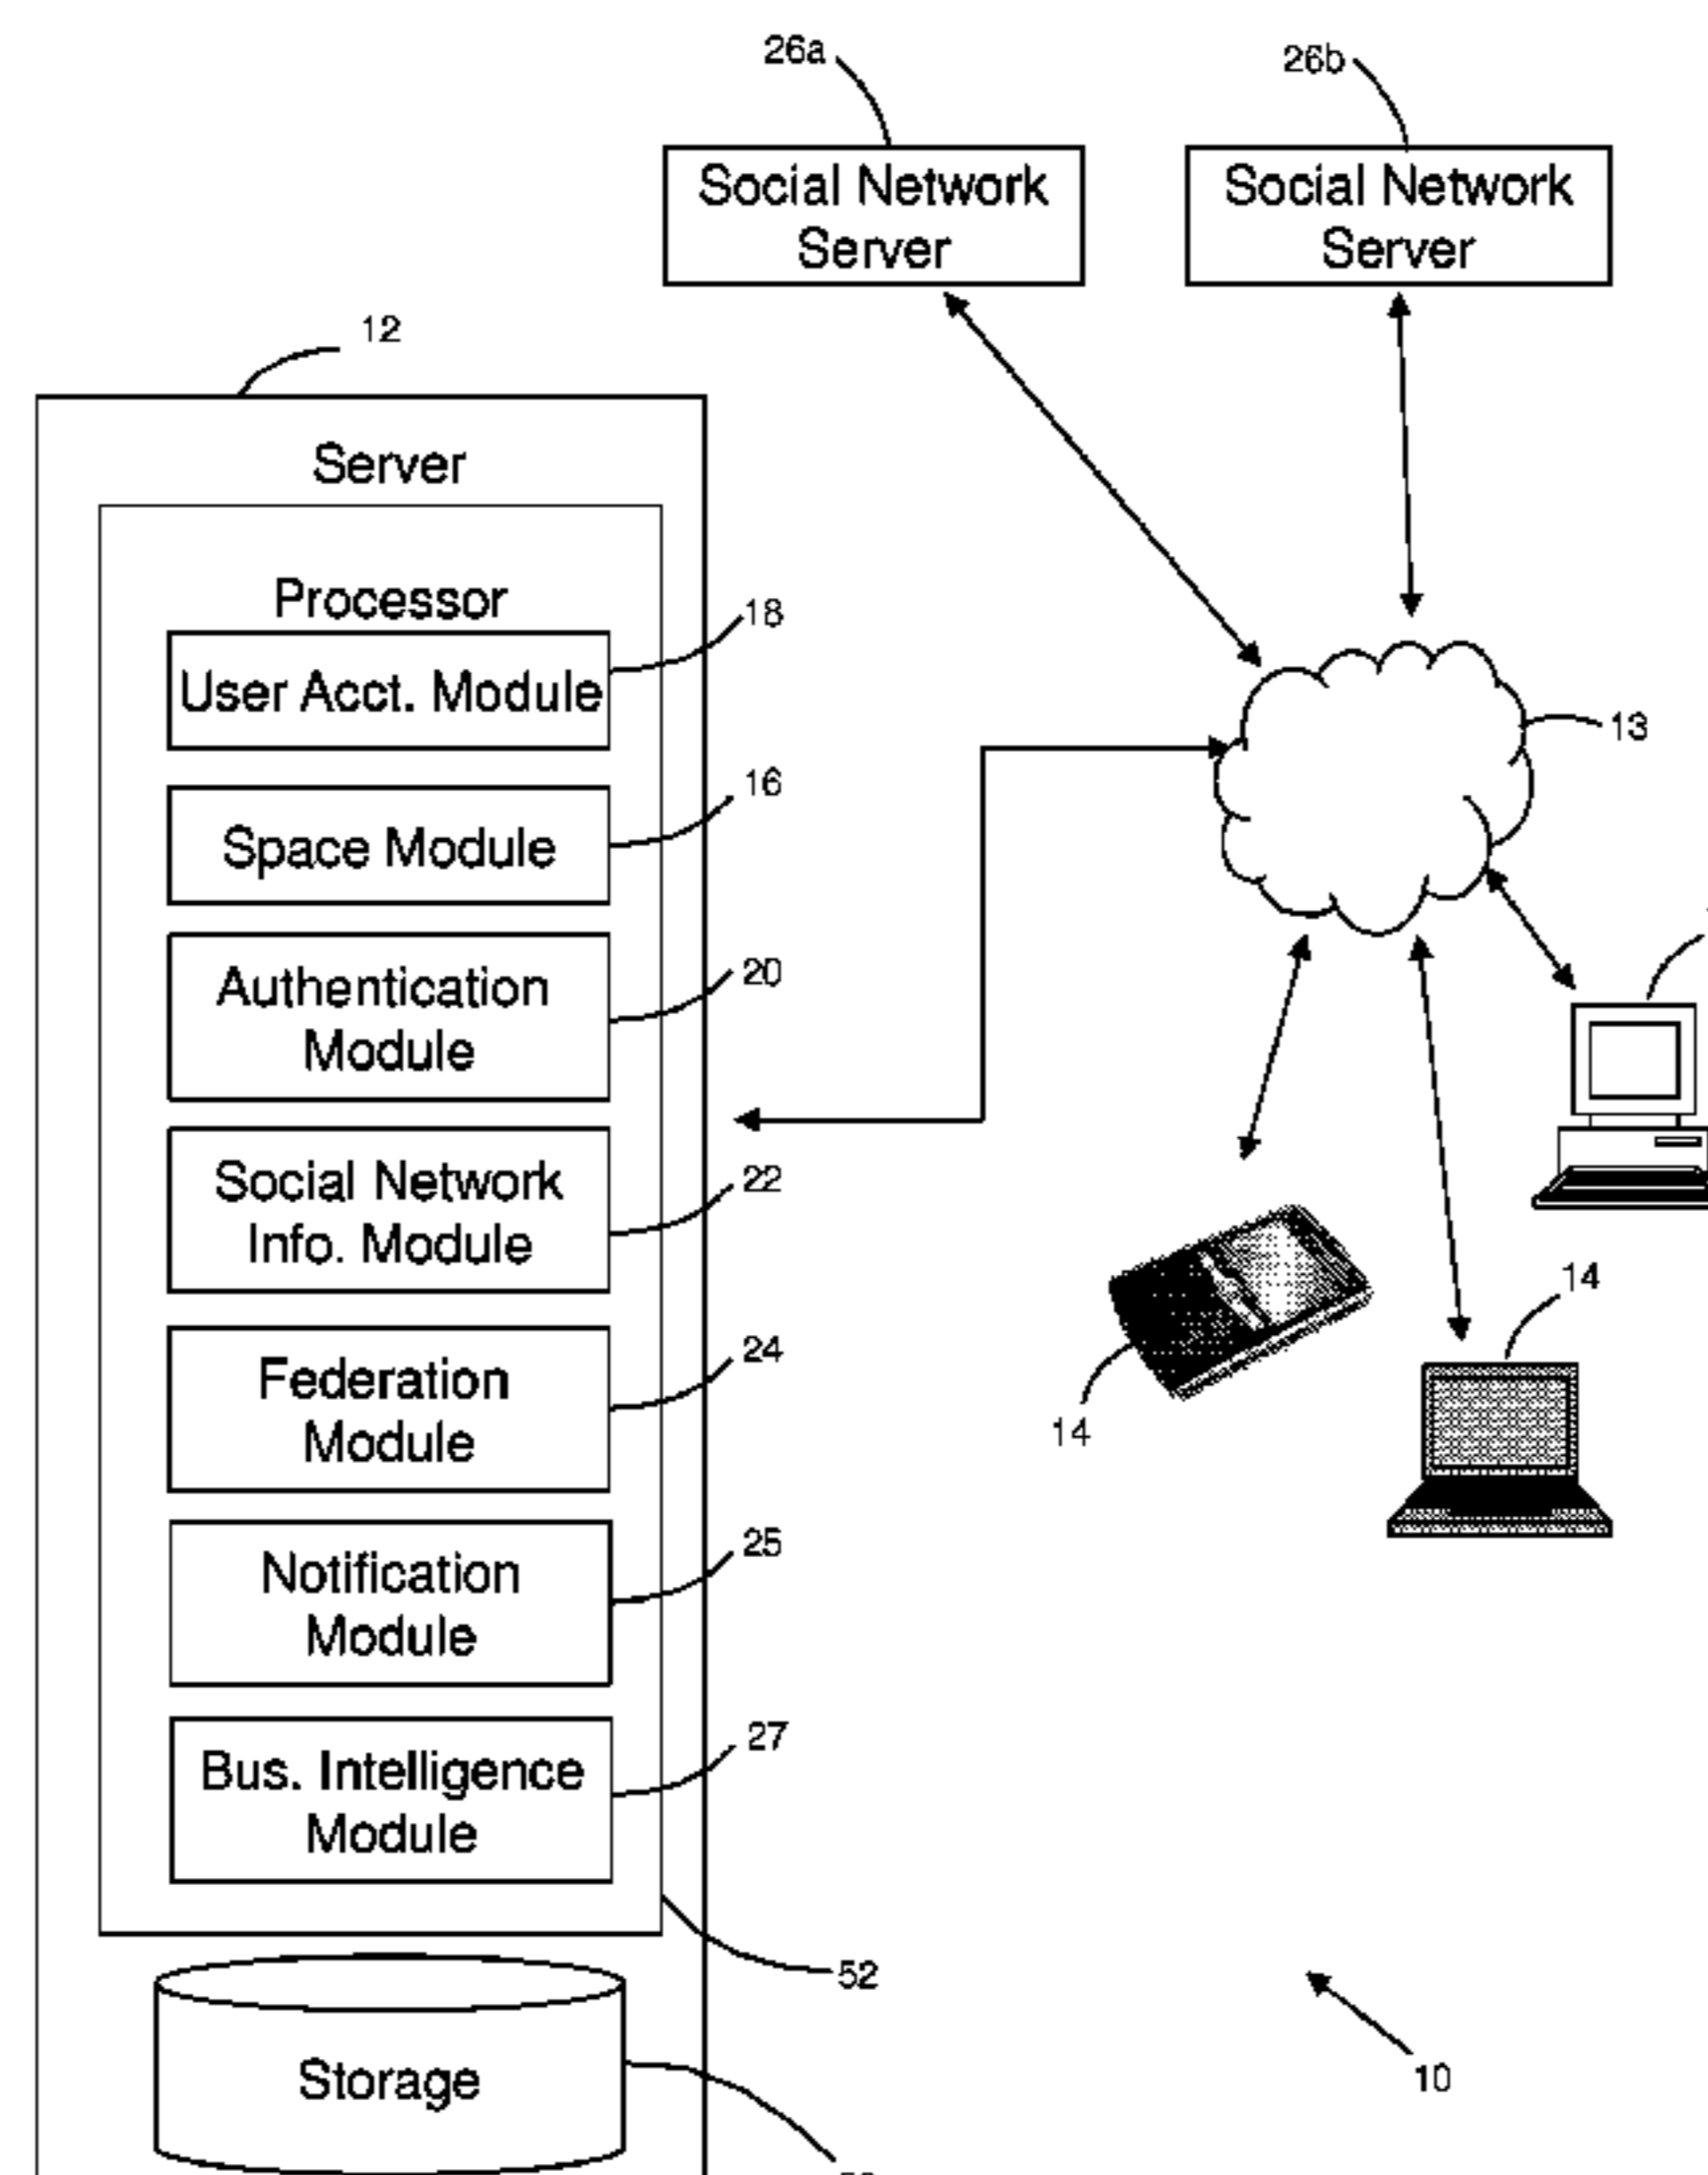 26a
26b
Social Network
Server
Social Network
Server
12
Server
Processor
18
User Acct. Module
13
16
Space Module
20
Authentication
Module
22
Social Network
Info. Module
14
24
Federation
Module
14
25
Notification
Module
27
Bus. Intelligence
Module
52
10
Storage